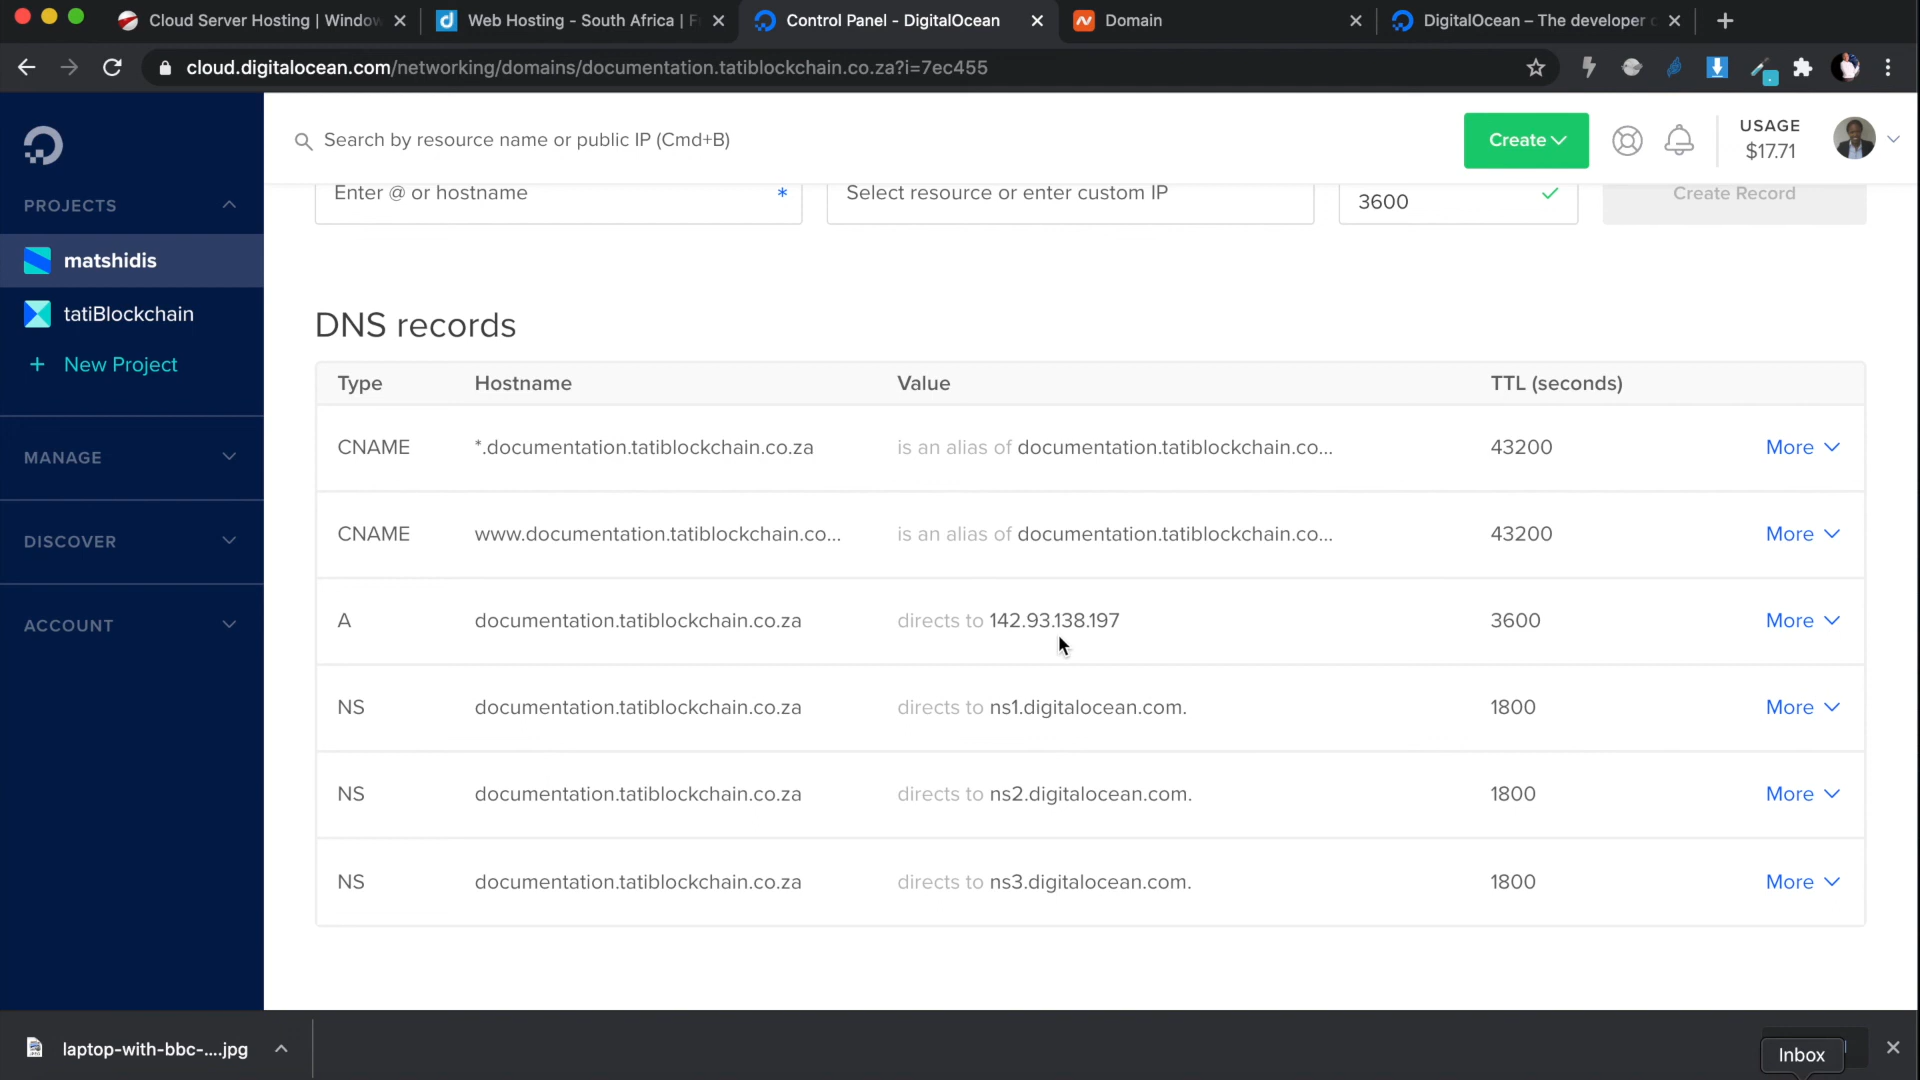 Cloud Server Hosting | Window
Web Hosting - South Africa | F
Control Panel - DigitalOcean
Domain
DigitalOcean – The developer c
cloud.digitalocean.com/networking/domains/documentation.tatiblockchain.co.za?i=7ec455
Search by resource name or public IP (Cmd+B)
Create
USAGE
$17.71
PROJECTS
matshidis
tatiBlockchain
+ New Project
MANAGE
DISCOVER
ACCOUNT
Enter @ or hostname *
Select resource or enter custom IP
3600
Create Record
DNS records
Type Hostname Value TTL (seconds)
CNAME *.documentation.tatiblockchain.co.za is an alias of documentation.tatiblockchain.co... 43200 More
CNAME www.documentation.tatiblockchain.co... is an alias of documentation.tatiblockchain.co... 43200 More
A documentation.tatiblockchain.co.za directs to 142.93.138.197 3600 More
NS documentation.tatiblockchain.co.za directs to ns1.digitalocean.com. 1800 More
NS documentation.tatiblockchain.co.za directs to ns2.digitalocean.com. 1800 More
NS documentation.tatiblockchain.co.za directs to ns3.digitalocean.com. 1800 More
laptop-with-bbc-....jpg
Inbox